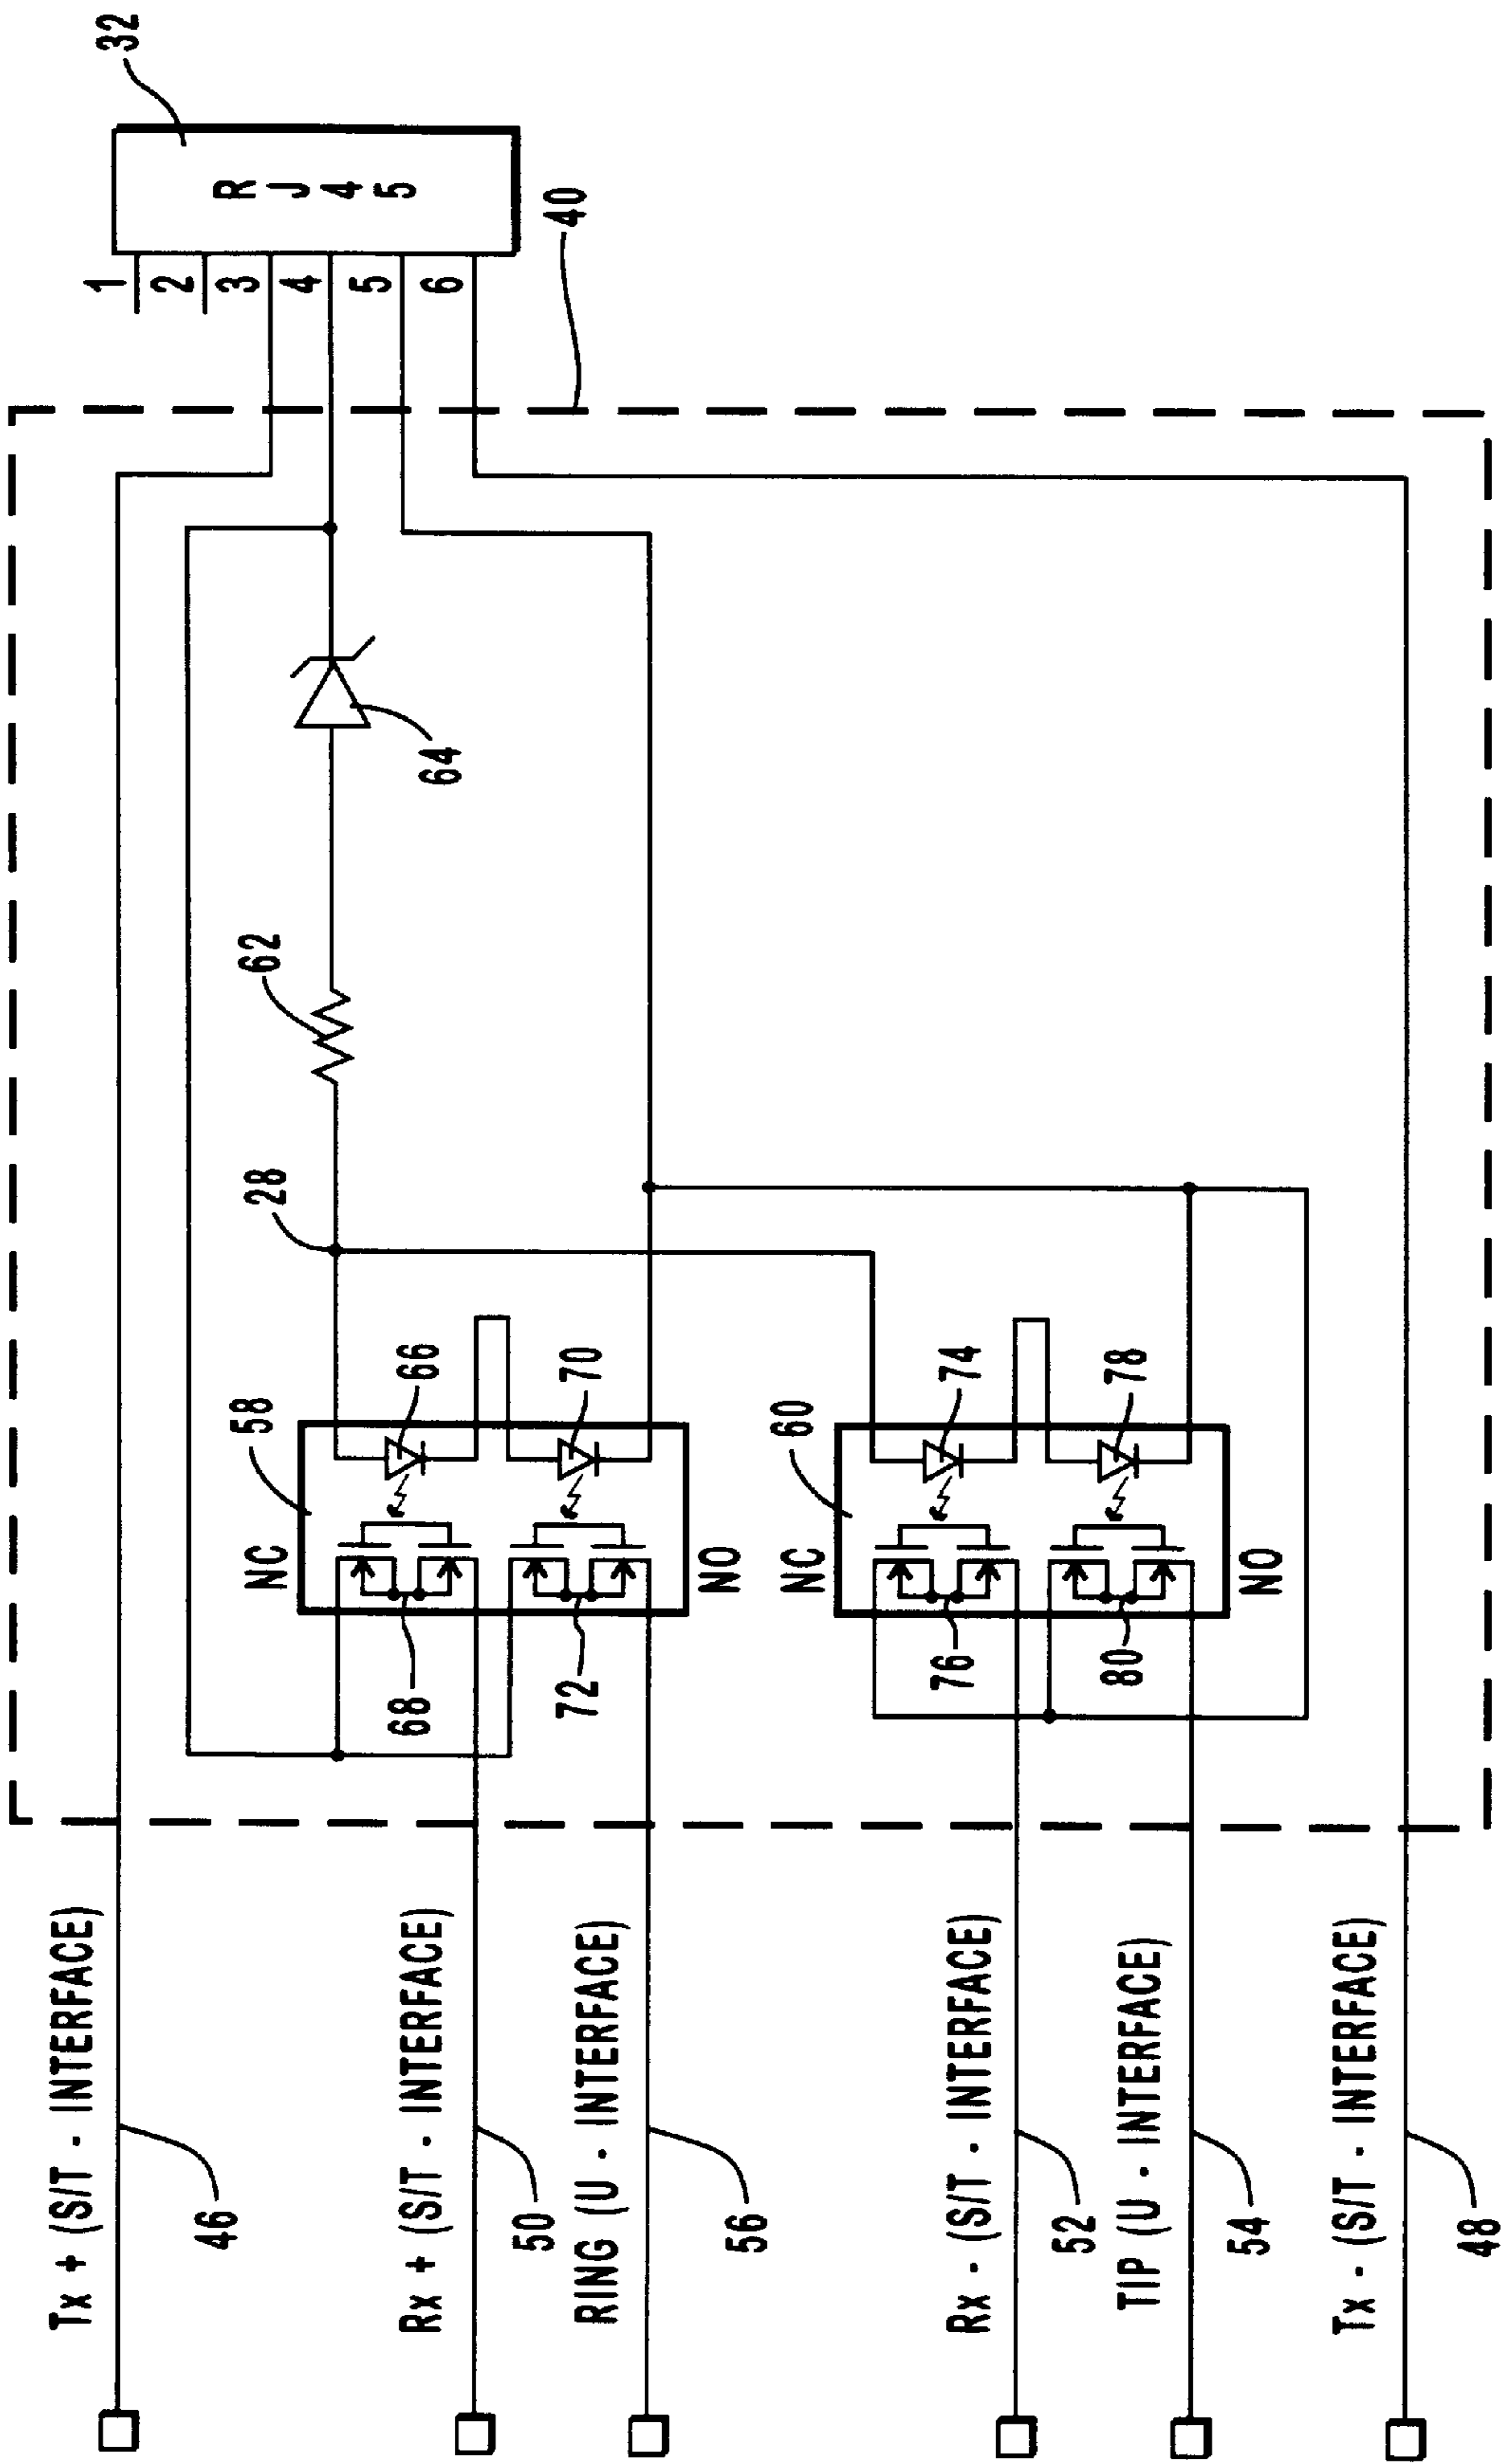 Tx + (S/T - INTERFACE)
46
Rx + (S/T - INTERFACE)
50
RING (U - INTERFACE)
56
Rx - (S/T - INTERFACE)
52
TIP (U - INTERFACE)
54
Tx - (S/T - INTERFACE)
48
NC
58
68
66
72
70
NO
NC
60
76
74
80
78
NO
28
62
64
40
1
2
3
4
5
6
RJ45
32